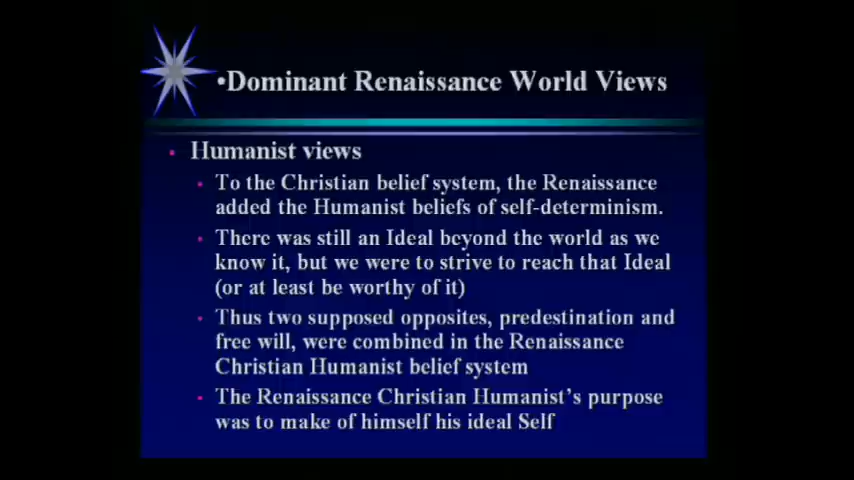 •Dominant Renaissance World Views
• Humanist views
• To the Christian belief system, the Renaissance
added the Humanist beliefs of self-determinism.
• There was still an Ideal beyond the world as we
know it, but we were to strive to reach that Ideal
(or at least be worthy of it)
• Thus two supposed opposites, predestination and
free will, were combined in the Renaissance
Christian Humanist belief system
• The Renaissance Christian Humanist's purpose
was to make of himself his ideal Self